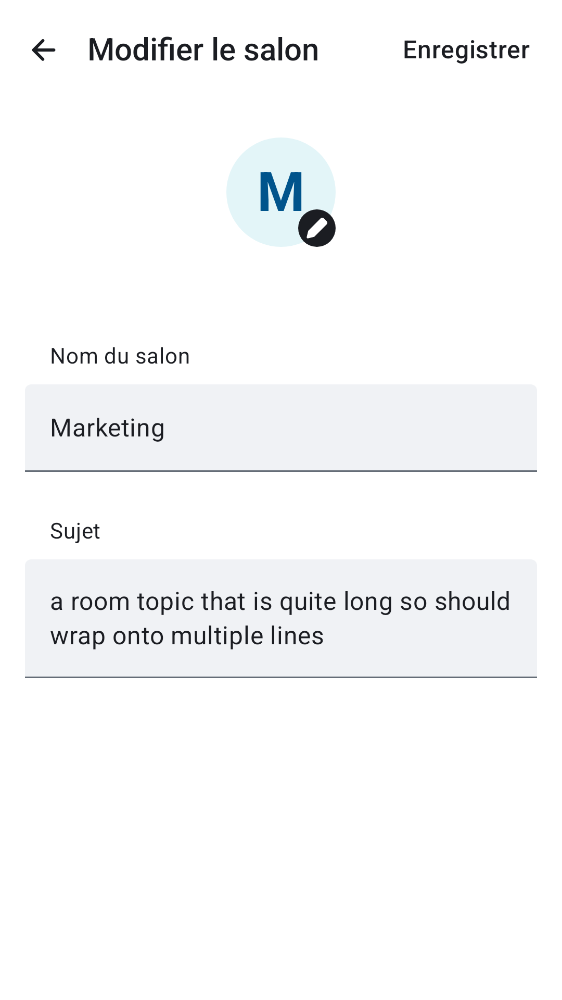 Modifier le salon
Enregistrer
M
Nom du salon
Marketing
Sujet
a room topic that is quite long so should
wrap onto multiple lines